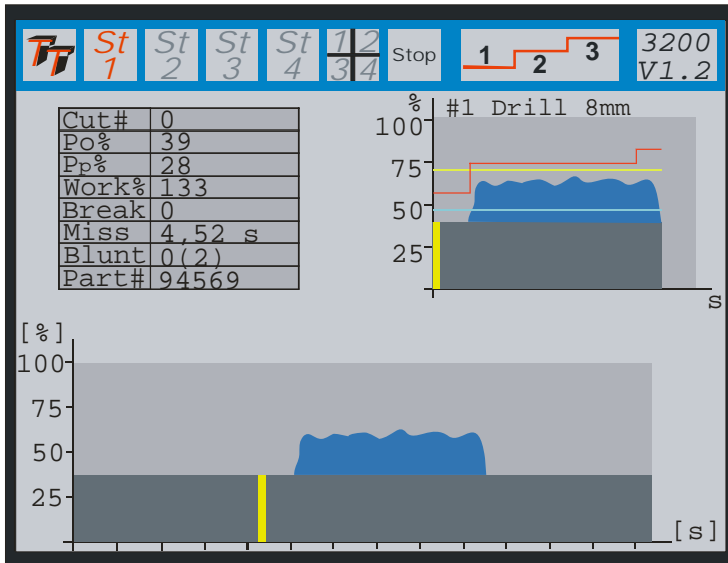 TT St 1 St 2 St 3 St 4 1 2 3 4 Stop 1 2 3 3200 V1.2
Cut# 0
Po% 39
Pp% 28
Work% 133
Break 0
Miss 4,52 s
Blunt 0(2)
Part# 94569
% #1 Drill 8mm
100
75
50
25
s
[%]
100
75
50
25
[s]